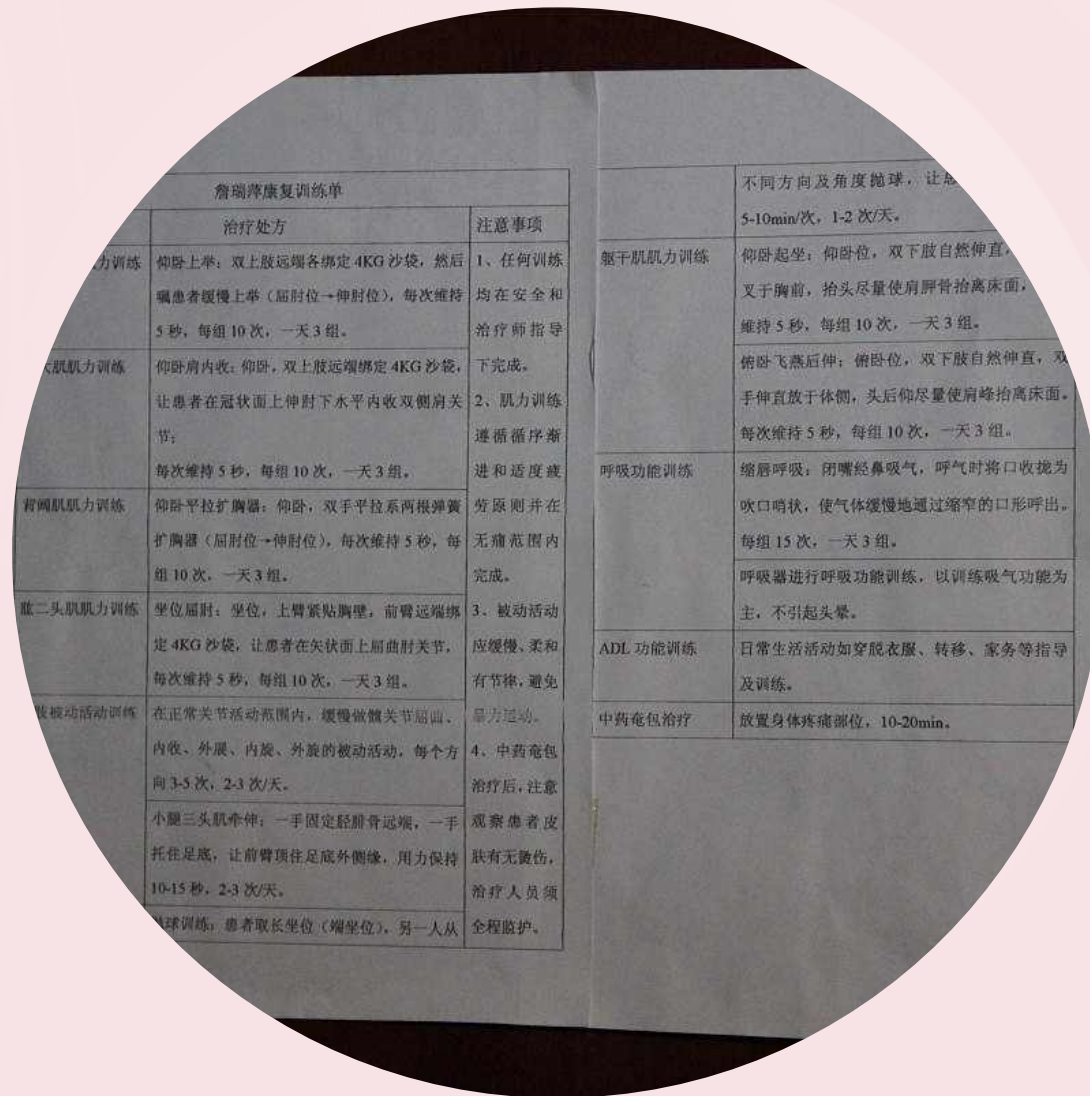 詹瑞萍康复训练单
治疗处方
注意事项
力训练
仰卧上举：双上肢远端各绑定 4KG 沙袋，然后
嘱患者缓慢上举（屈肘位→伸肘位），每次维持
5 秒，每组 10 次，一天 3 组。
大肌肌力训练
仰卧肩内收：仰卧，双上肢远端绑定 4KG 沙袋，
让患者在冠状面上伸肘下水平内收双侧肩关
节；
每次维持 5 秒，每组 10 次，一天 3 组。
背阔肌肌力训练
仰卧平拉扩胸器：仰卧，双手平拉系两根弹簧
扩胸器（屈肘位→伸肘位），每次维持 5 秒，每
组 10 次，一天 3 组。
肱二头肌肌力训练
坐位屈肘：坐位，上臂紧贴胸壁，前臂远端绑
定 4KG 沙袋，让患者在矢状面上屈曲肘关节，
每次维持 5 秒，每组 10 次，一天 3 组。
肢被动活动训练
在正常关节活动范围内，缓慢做髋关节屈曲、
内收、外展、内旋、外旋的被动活动，每个方
向 3-5 次，2-3 次/天。
小腿三头肌牵伸：一手固定胫腓骨远端，一手
托住足底，让前臂顶住足底外侧缘，用力保持
10-15 秒，2-3 次/天。
球训练：患者取长坐位（端坐位），另一人从
1、任何训练
均在安全和
治疗师指导
下完成。
2、肌力训练
遵循循序渐
进和适度疲
劳原则并在
无痛范围内
完成。
3、被动活动
应缓慢、柔和
有节律，避免
暴力运动。
4、中药奄包
治疗后，注意
观察患者皮
肤有无烫伤，
治疗人员须
全程监护。
不同方向及角度抛球，让
5-10min/次，1-2 次/天。
躯干肌肌力训练
仰卧起坐：仰卧位，双下肢自然伸直，
叉于胸前，抬头尽量使肩胛骨抬离床面，
维持 5 秒，每组 10 次，一天 3 组。
俯卧飞燕后伸：俯卧位，双下肢自然伸直，双
手伸直放于体侧，头后仰尽量使肩峰抬离床面。
每次维持 5 秒，每组 10 次，一天 3 组。
呼吸功能训练
缩唇呼吸：闭嘴经鼻吸气，呼气时将口收拢为
吹口哨状，使气体缓慢地通过缩窄的口形呼出。
每组 15 次，一天 3 组。
呼吸器进行呼吸功能训练，以训练吸气功能为
主，不引起头晕。
ADL 功能训练
日常生活活动如穿脱衣服、转移、家务等指导
及训练。
中药奄包治疗
放置身体疼痛部位，10-20min。